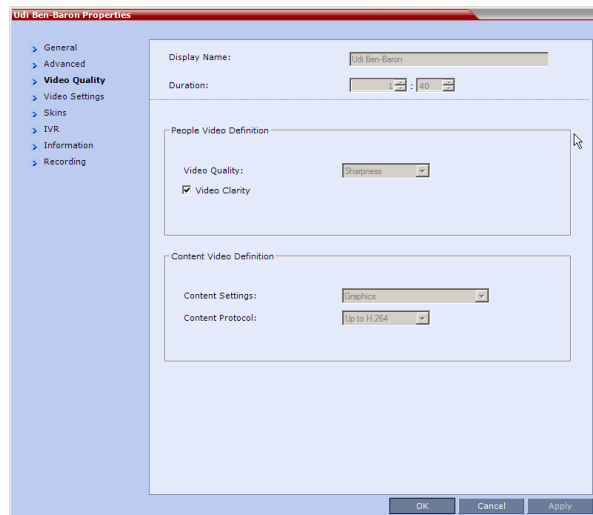 Udi Ben-Baron Properties
General
Advanced
Video Quality
Video Settings
Skins
IVR
Information
Recording
Display Name: Udi Ben-Baron
Duration: 1 : 40
People Video Definition
Video Quality: Sharpness
Video Clarity
Content Video Definition
Content Settings: Graphics
Content Protocol: Up to H.264
OK Cancel Apply